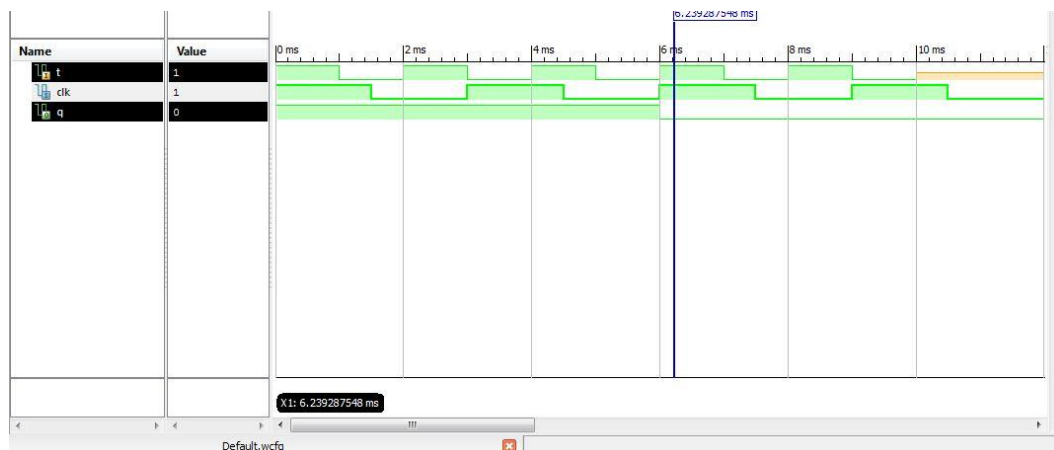 6.239287548 ms
Name Value 0 ms 2 ms 4 ms 6 ms 8 ms 10 ms
t 1
clk 1
q 0
X1: 6.239287548 ms
Default.wcfg